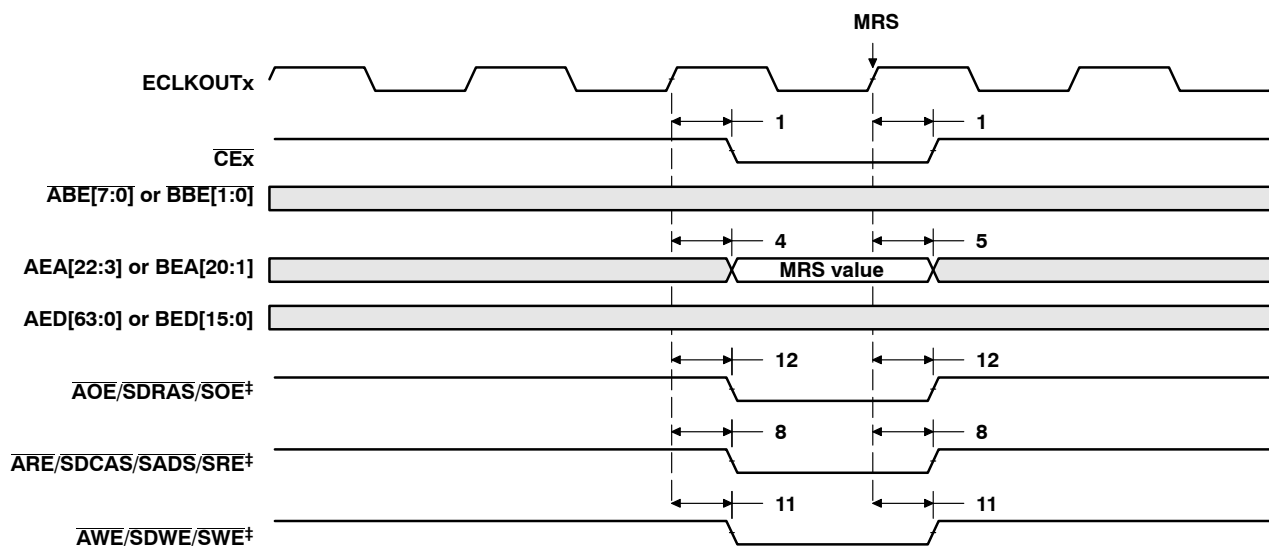 MRS
ECLKOUTx
1 1
CEx
ABE[7:0] or BBE[1:0]
4 5
AEA[22:3] or BEA[20:1] MRS value
AED[63:0] or BED[15:0]
12 12
AOE/SDRAS/SOE‡
8 8
ARE/SDCAS/SADS/SRE‡
11 11
AWE/SDWE/SWE‡